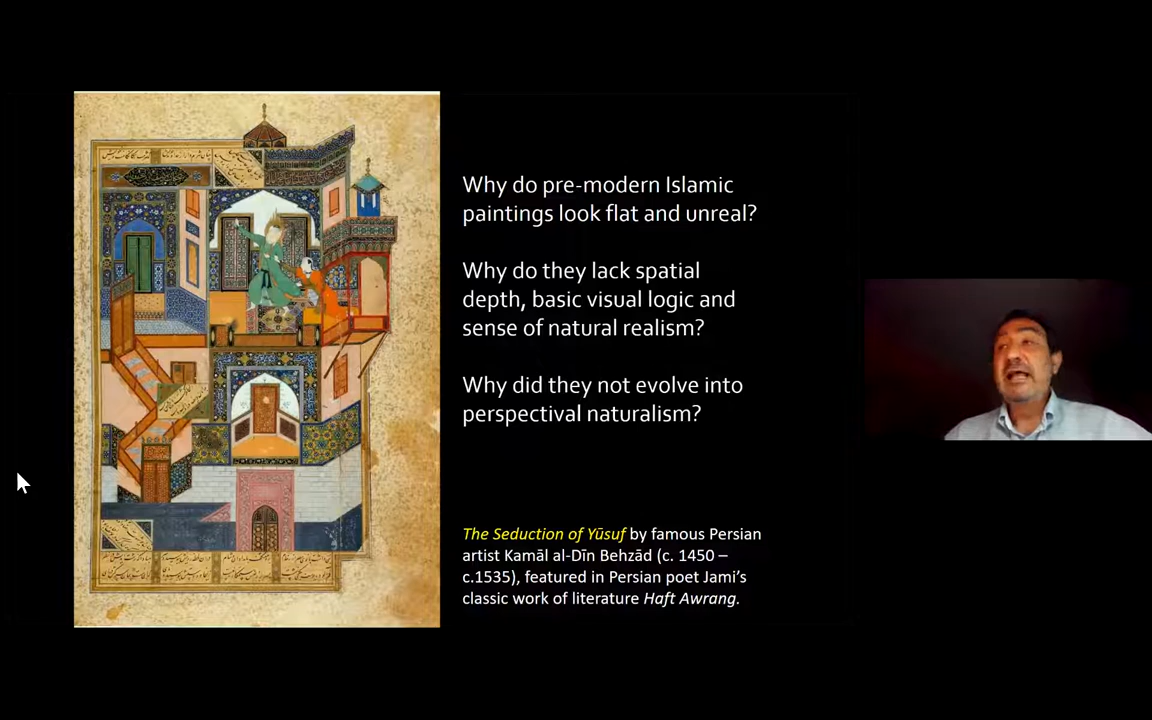 Why do pre-modern Islamic
paintings look flat and unreal?
Why do they lack spatial
depth, basic visual logic and
sense of natural realism?
Why did they not evolve into
perspectival naturalism?
The Seduction of Yūsuf by famous Persian
artist Kamāl al-Dīn Behzād (c. 1450 –
c.1535), featured in Persian poet Jami’s
classic work of literature Haft Awrang.